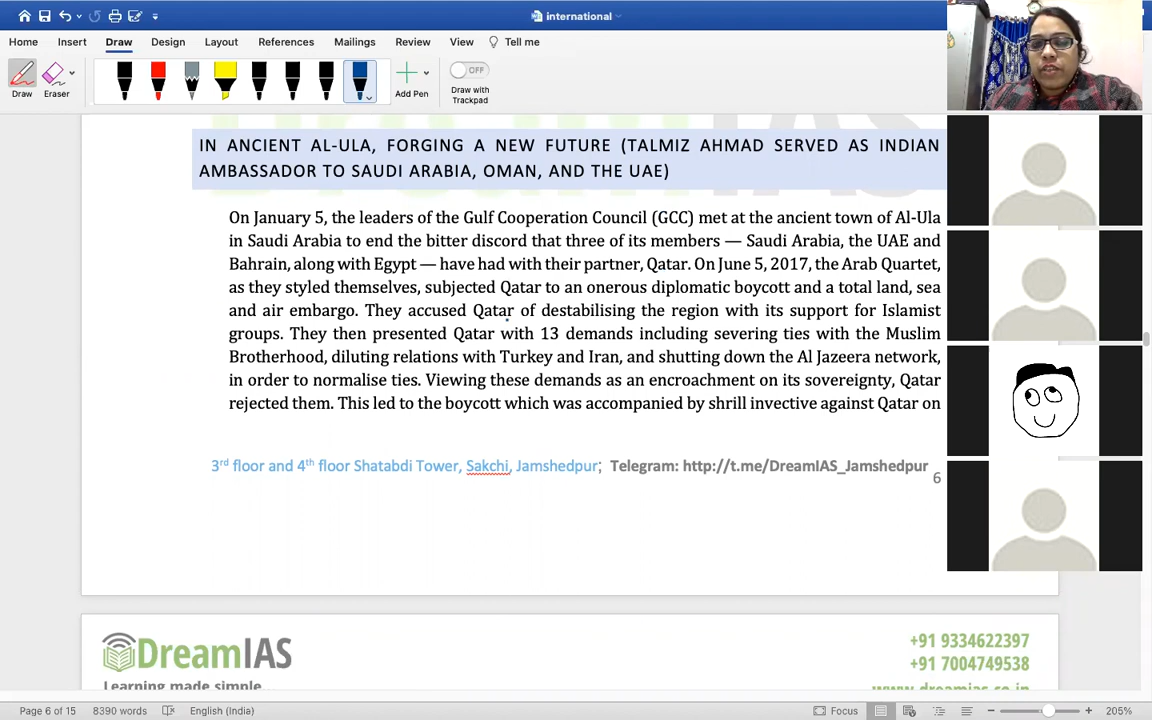 international
Home Insert Draw Design Layout References Mailings Review View Tell me
Draw Eraser Add Pen OFF Draw with Trackpad
IN ANCIENT AL-ULA, FORGING A NEW FUTURE (TALMIZ AHMAD SERVED AS INDIAN
AMBASSADOR TO SAUDI ARABIA, OMAN, AND THE UAE)
On January 5, the leaders of the Gulf Cooperation Council (GCC) met at the ancient town of Al-Ula
in Saudi Arabia to end the bitter discord that three of its members — Saudi Arabia, the UAE and
Bahrain, along with Egypt — have had with their partner, Qatar. On June 5, 2017, the Arab Quartet,
as they styled themselves, subjected Qatar to an onerous diplomatic boycott and a total land, sea
and air embargo. They accused Qatar of destabilising the region with its support for Islamist
groups. They then presented Qatar with 13 demands including severing ties with the Muslim
Brotherhood, diluting relations with Turkey and Iran, and shutting down the Al Jazeera network,
in order to normalise ties. Viewing these demands as an encroachment on its sovereignty, Qatar
rejected them. This led to the boycott which was accompanied by shrill invective against Qatar on
3rd floor and 4th floor Shatabdi Tower, Sakchi, Jamshedpur; Telegram: http://t.me/DreamIAS_Jamshedpur
6
DreamIAS
Learning made simple..
+91 9334622397
+91 7004749538
www.dreamias.co.in
Page 6 of 15 8390 words English (India) Focus 205%